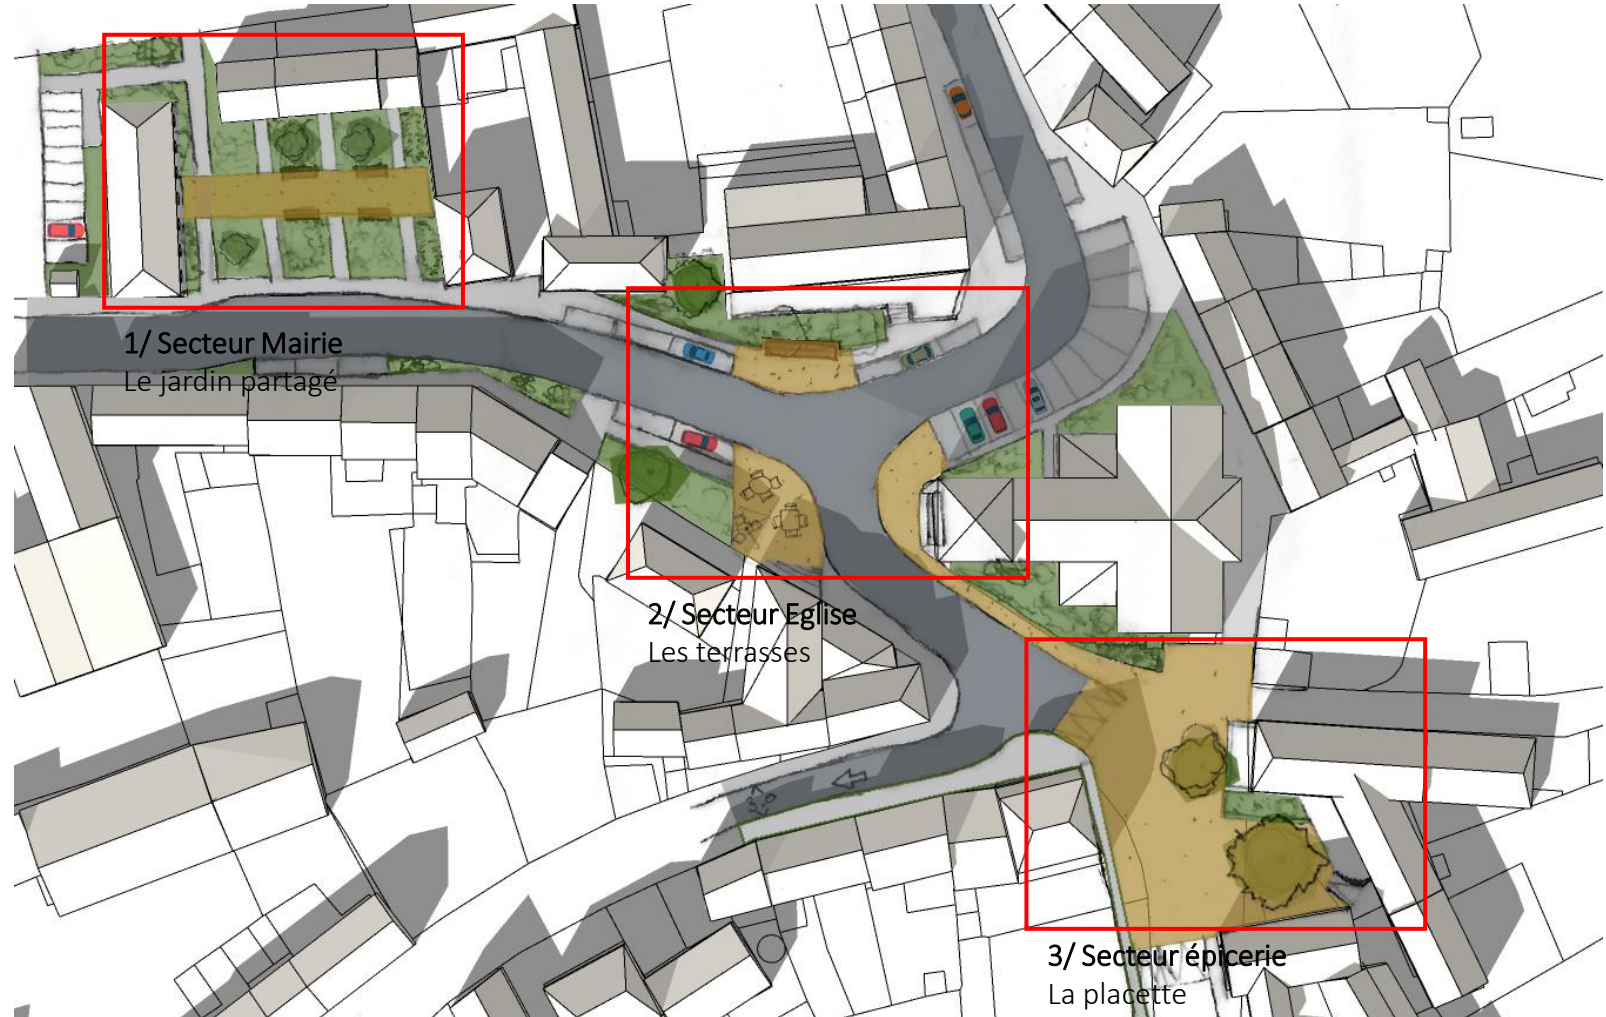 1/ Secteur Mairie
Le jardin partagé
2/ Secteur Eglise
Les terrasses
3/ Secteur épicerie
La placette